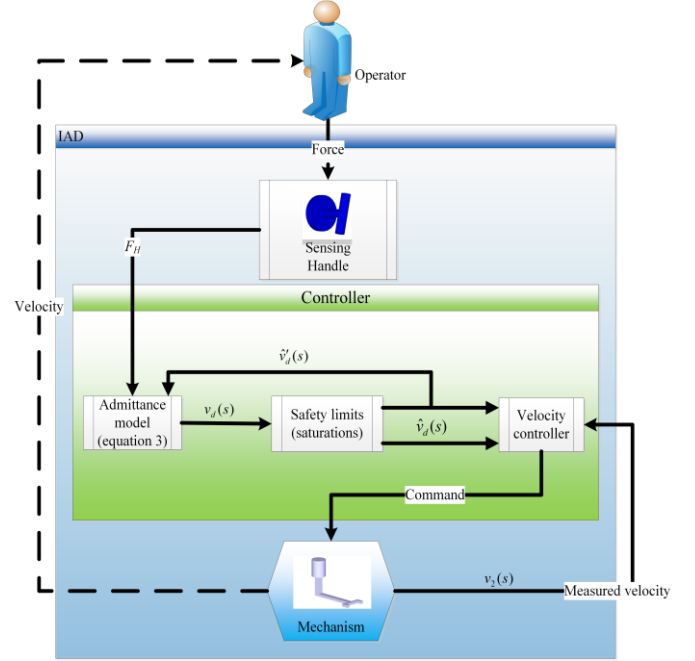 Operator
IAD
Force
Sensing
Handle
F_H
Controller
Velocity
v̂′_d(s)
Admittance
model
(equation 3)
v_d(s)
Safety limits
(saturations)
v̂_d(s)
Velocity
controller
Command
v_2(s)
Measured velocity
Mechanism